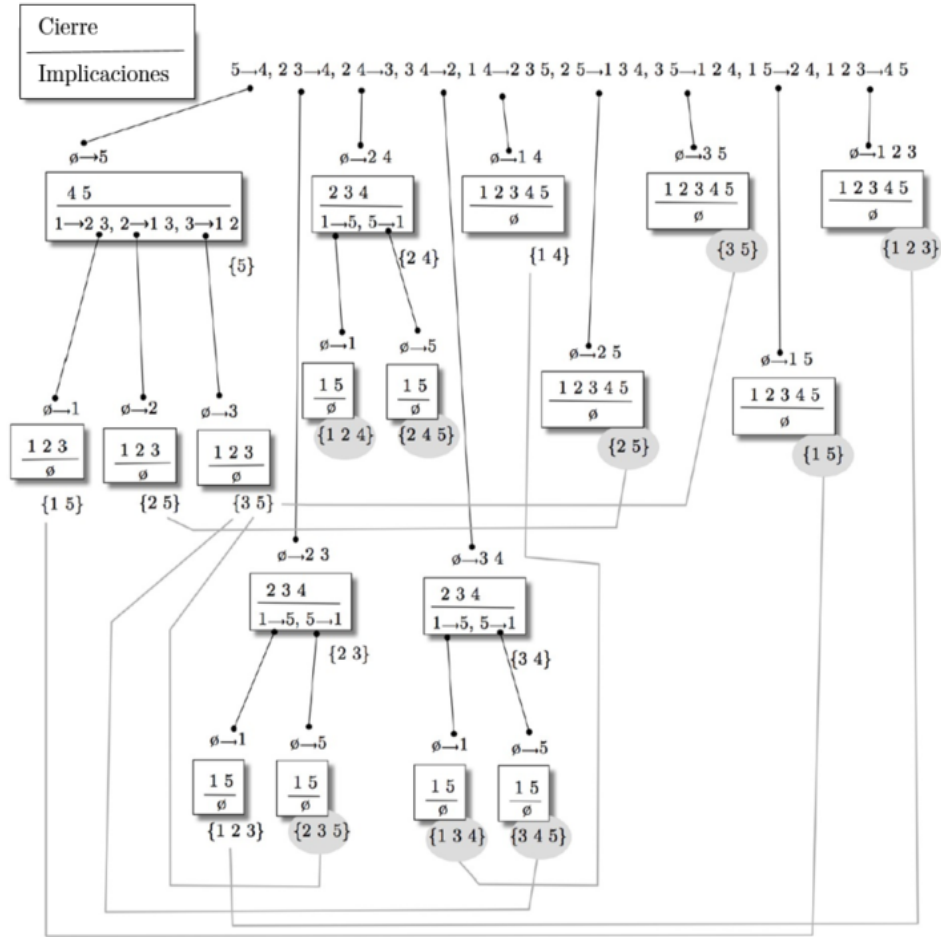 Cierre
Implicaciones
5→4, 2 3→4, 2 4→3, 3 4→2, 1 4→2 3 5, 2 5→1 3 4, 3 5→1 2 4, 1 5→2 4, 1 2 3→4 5
ø→5
ø→2 4
ø→1 4
ø→3 5
ø→1 2 3
4 5
1→2 3, 2→1 3, 3→1 2
{5}
2 3 4
1→5, 5→1
{2 4}
1 2 3 4 5
ø
{1 4}
1 2 3 4 5
ø
{3 5}
1 2 3 4 5
ø
{1 2 3}
ø→1
ø→5
ø→2 5
ø→1 5
1 5
ø
{1 2 4}
1 5
ø
{2 4 5}
1 2 3 4 5
ø
{2 5}
1 2 3 4 5
ø
{1 5}
ø→1
ø→2
ø→3
1 2 3
ø
{1 5}
1 2 3
ø
{2 5}
1 2 3
ø
{3 5}
ø→2 3
ø→3 4
2 3 4
1→5, 5→1
{2 3}
2 3 4
1→5, 5→1
{3 4}
ø→1
ø→5
ø→1
ø→5
1 5
ø
{1 2 3}
1 5
ø
{2 3 5}
1 5
ø
{1 3 4}
1 5
ø
{3 4 5}